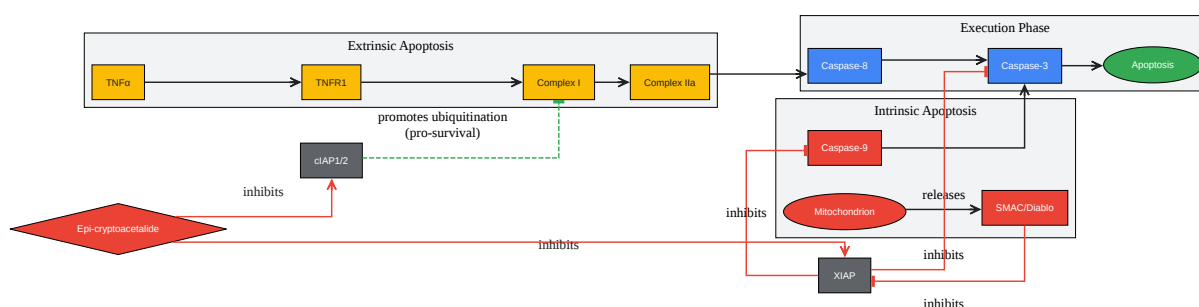 Execution Phase
Extrinsic Apoptosis
TNFα
TNFR1
Complex I
Complex IIa
Caspase-8
Caspase-3
Apoptosis
promotes ubiquitination
(pro-survival)
Intrinsic Apoptosis
cIAP1/2
Caspase-9
inhibits
releases
Mitochondrion
SMAC/Diablo
inhibits
Epi-cryptoacetalide
inhibits
inhibits
XIAP
inhibits